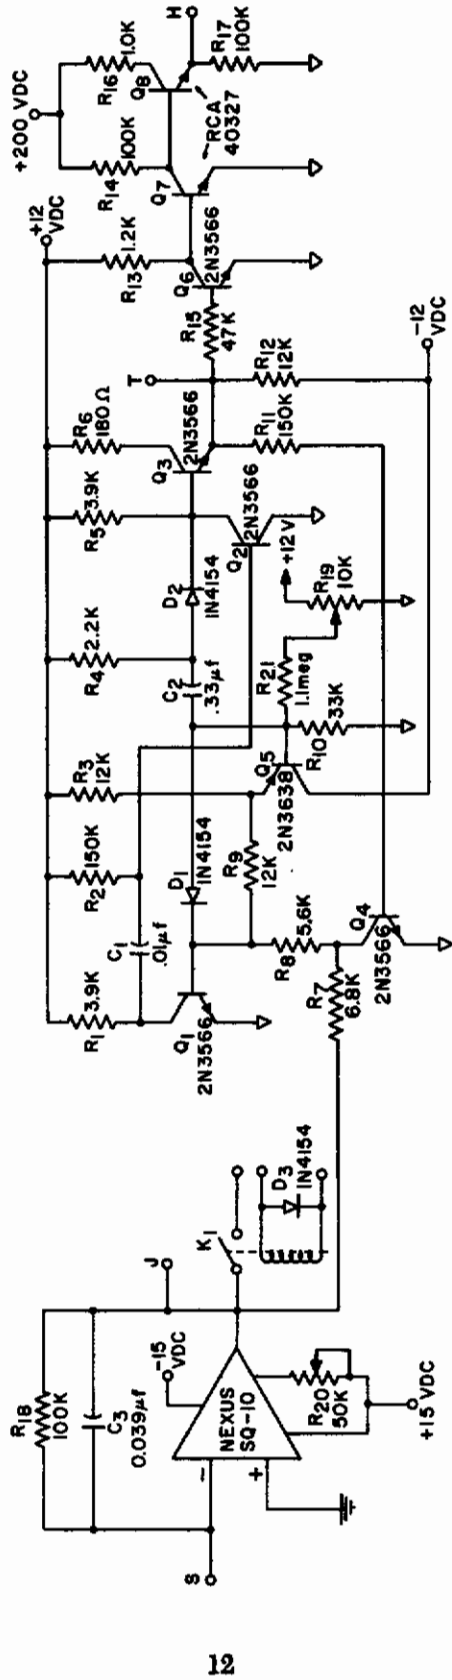 R18
100K
C3
0.039μf
S
−
+
NEXUS
SQ-10
-15
VDC
R20
50K
+15 VDC
J
K1
D3
1N4154
R1
3.9K
C1
.01μf
Q1
2N3566
R2
150K
R3
12K
D1
1N4154
R9
12K
R8
5.6K
R7
6.8K
Q4
2N3566
Q5
2N3638
R4
2.2K
C2
.33μf
D2
1N4154
R21
1.1meg
R10
33K
R19
10K
+12V
R5
3.9K
R6
180Ω
Q3
2N3566
Q2
2N3566
T
R11
150K
R12
12K
-12
VDC
R15
47K
Q6
2N3566
R13
1.2K
+12
VDC
R14
100K
Q7
RCA
40327
+200 VDC
R16
1.0K
Q8
H
R17
100K
12